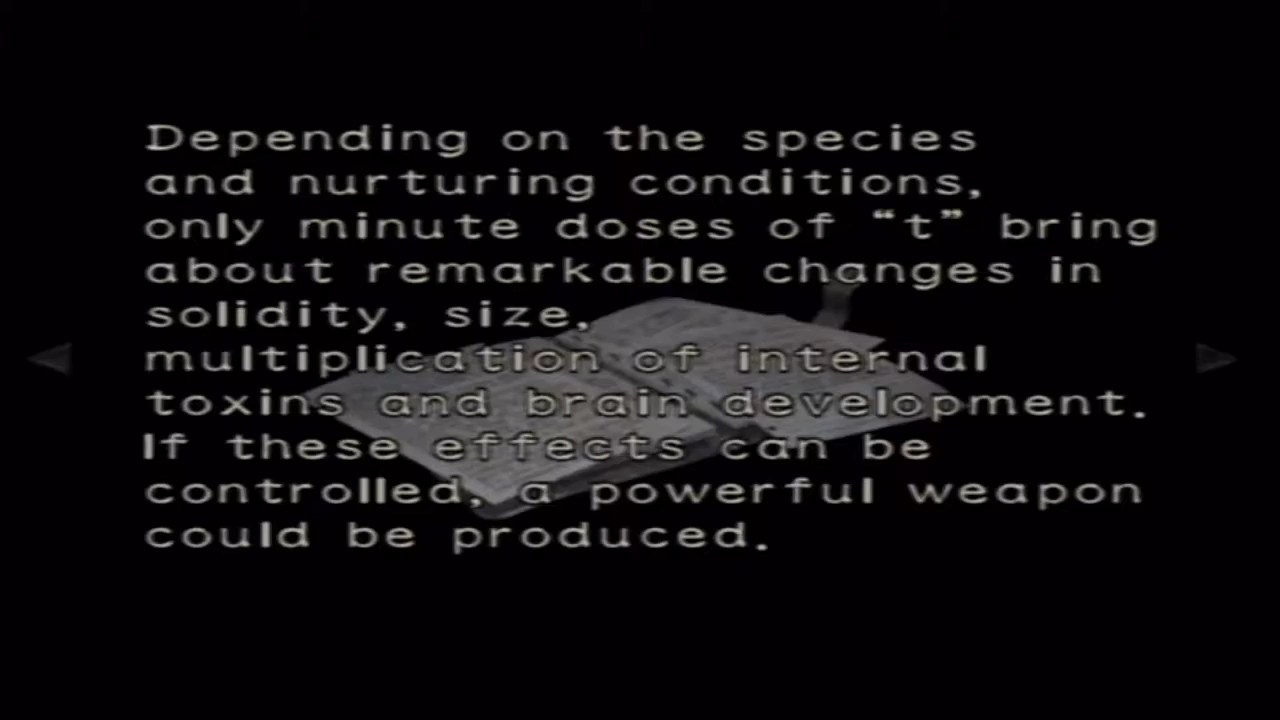 Depending on the species
and nurturing conditions,
only minute doses of “t” bring
about remarkable changes in
solidity, size,
multiplication of internal
toxins and brain development.
If these effects can be
controlled, a powerful weapon
could be produced.